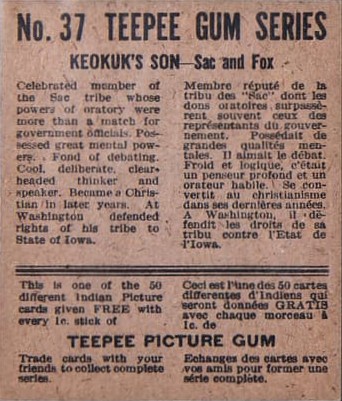 No. 37 TEEPEE GUM SERIES
KEOKUK'S SON—Sac and Fox
Celebrated member of
the Sac tribe whose
powers of oratory were
more than a match for
government officials. Pos-
sessed great mental pow-
ers. Fond of debating.
Cool, deliberate, clear-
headed thinker and
speaker. Became a Chris-
tian in later years. At
Washington defended
rights of his tribe to
State of Iowa.
Membre réputé de la
tribu des "Sac" dont les
dons oratoires surpassè-
rent souvent ceux des
représentants du gouver-
nement. Possédait de
grandes qualités men-
tales. Il aimait le débat.
Froid et logique, c'était
un penseur profond et un
orateur habile. Se con-
vertit au christianisme
dans ses dernières années.
A Washington, il dé-
fendit les droits de sa
tribu contre l'Etat de
l'Iowa.
This is one of the 50
different Indian Picture
cards given FREE with
every 1c. stick of
Ceci est l'une des 50 cartes
differentes d'Indiens qui
seront données GRATIS
avec chaque morceau à
1c. de
TEEPEE PICTURE GUM
Trade cards with your
friends to collect complete
series.
Echanges des cartes avec
vos amis pour former une
série complète.